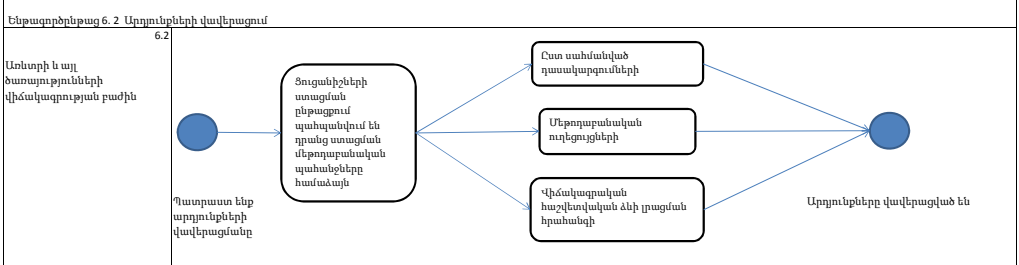 Ենթագործընթաց 6. 2 Արդյունքների վավերացում
6.2
Առևտրի և այլ
ծառայությունների
վիճակագրության բաժին
Պատրաստ ենք
արդյունքների
վավերացմանը
Ցուցանիշների
ստացման
ընթացքում
պահպանվում են
դրանց ստացման
մեթոդաբանական
պահանջները
համաձայն
Ըստ սահմանված
դասակարգումների
Մեթոդաբանական
ուղեցույցների
Վիճակագրական
հաշվետվական ձևի լրացման
հրահանգի
Արդյունքները վավերացված են